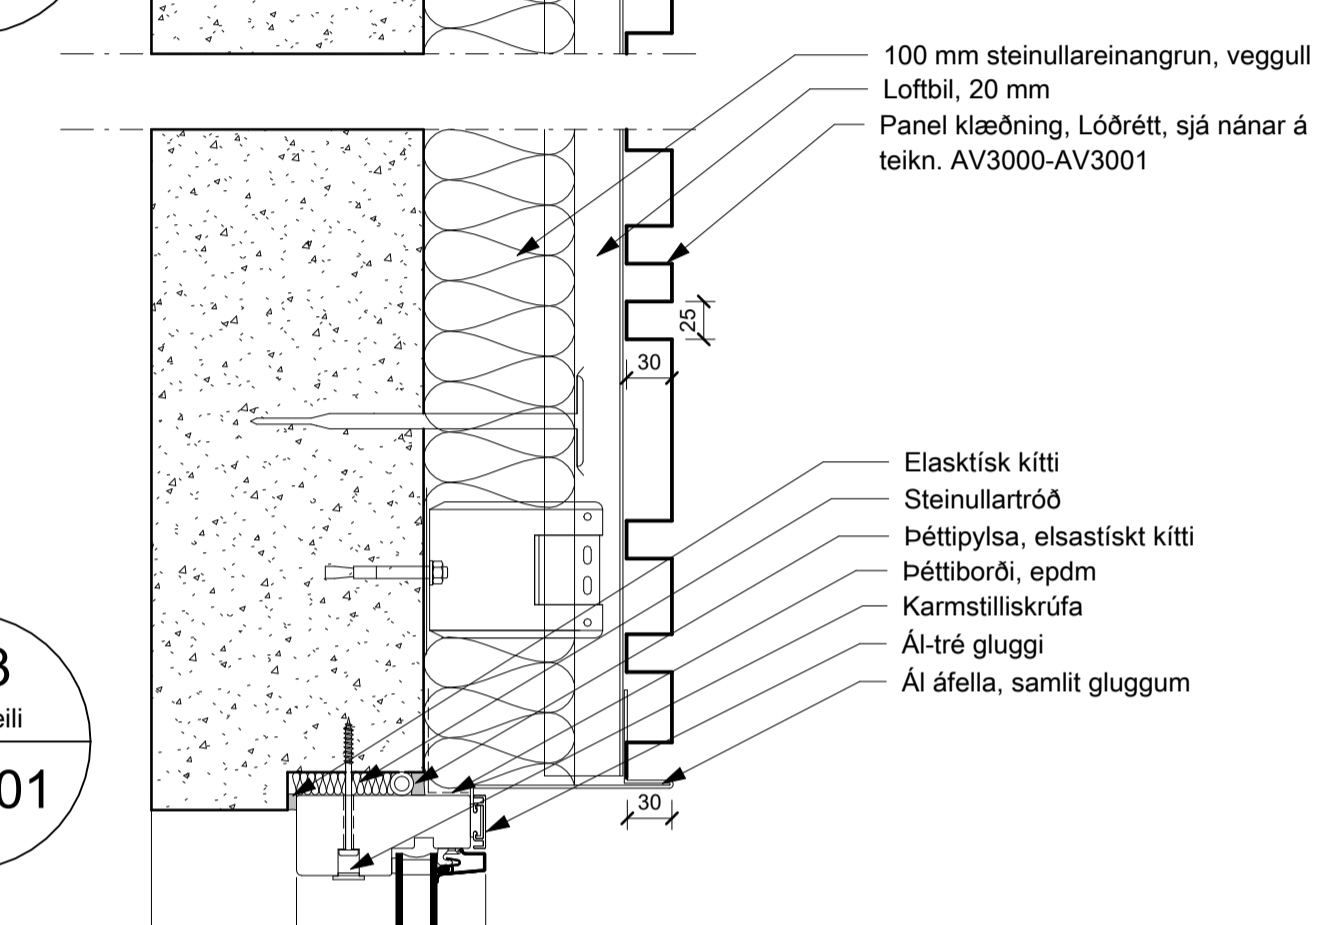 100 mm steinullareinangrun, veggull
Loftbil, 20 mm
Panel klæðning, Lóðrétt, sjá nánar á
teikn. AV3000-AV3001
25
30
Elasktísk kítti
Steinullartróð
Þéttipylsa, elsastískt kítti
Þéttiborði, epdm
Karmstilliskrúfa
Ál-tré gluggi
Ál áfella, samlit gluggum
30
eili
01